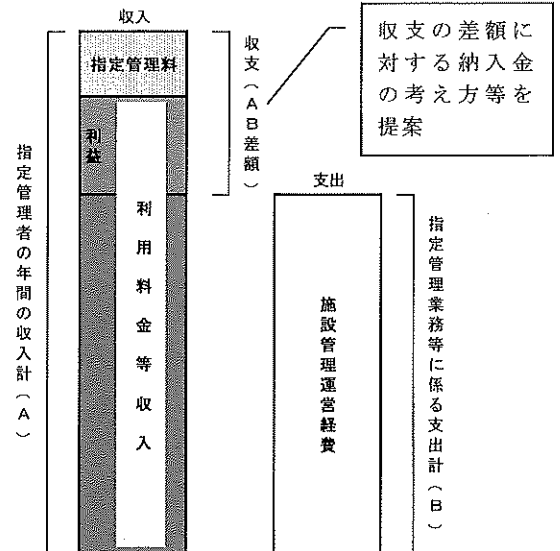 収入
指定管理料
利益
利用料金等収入
指定管理者の年間の収入計（A）
収支（AB差額）
収支の差額に
対する納入金
の考え方等を
提案
支出
施設管理運営経費
指定管理業務等に係る支出計（B）